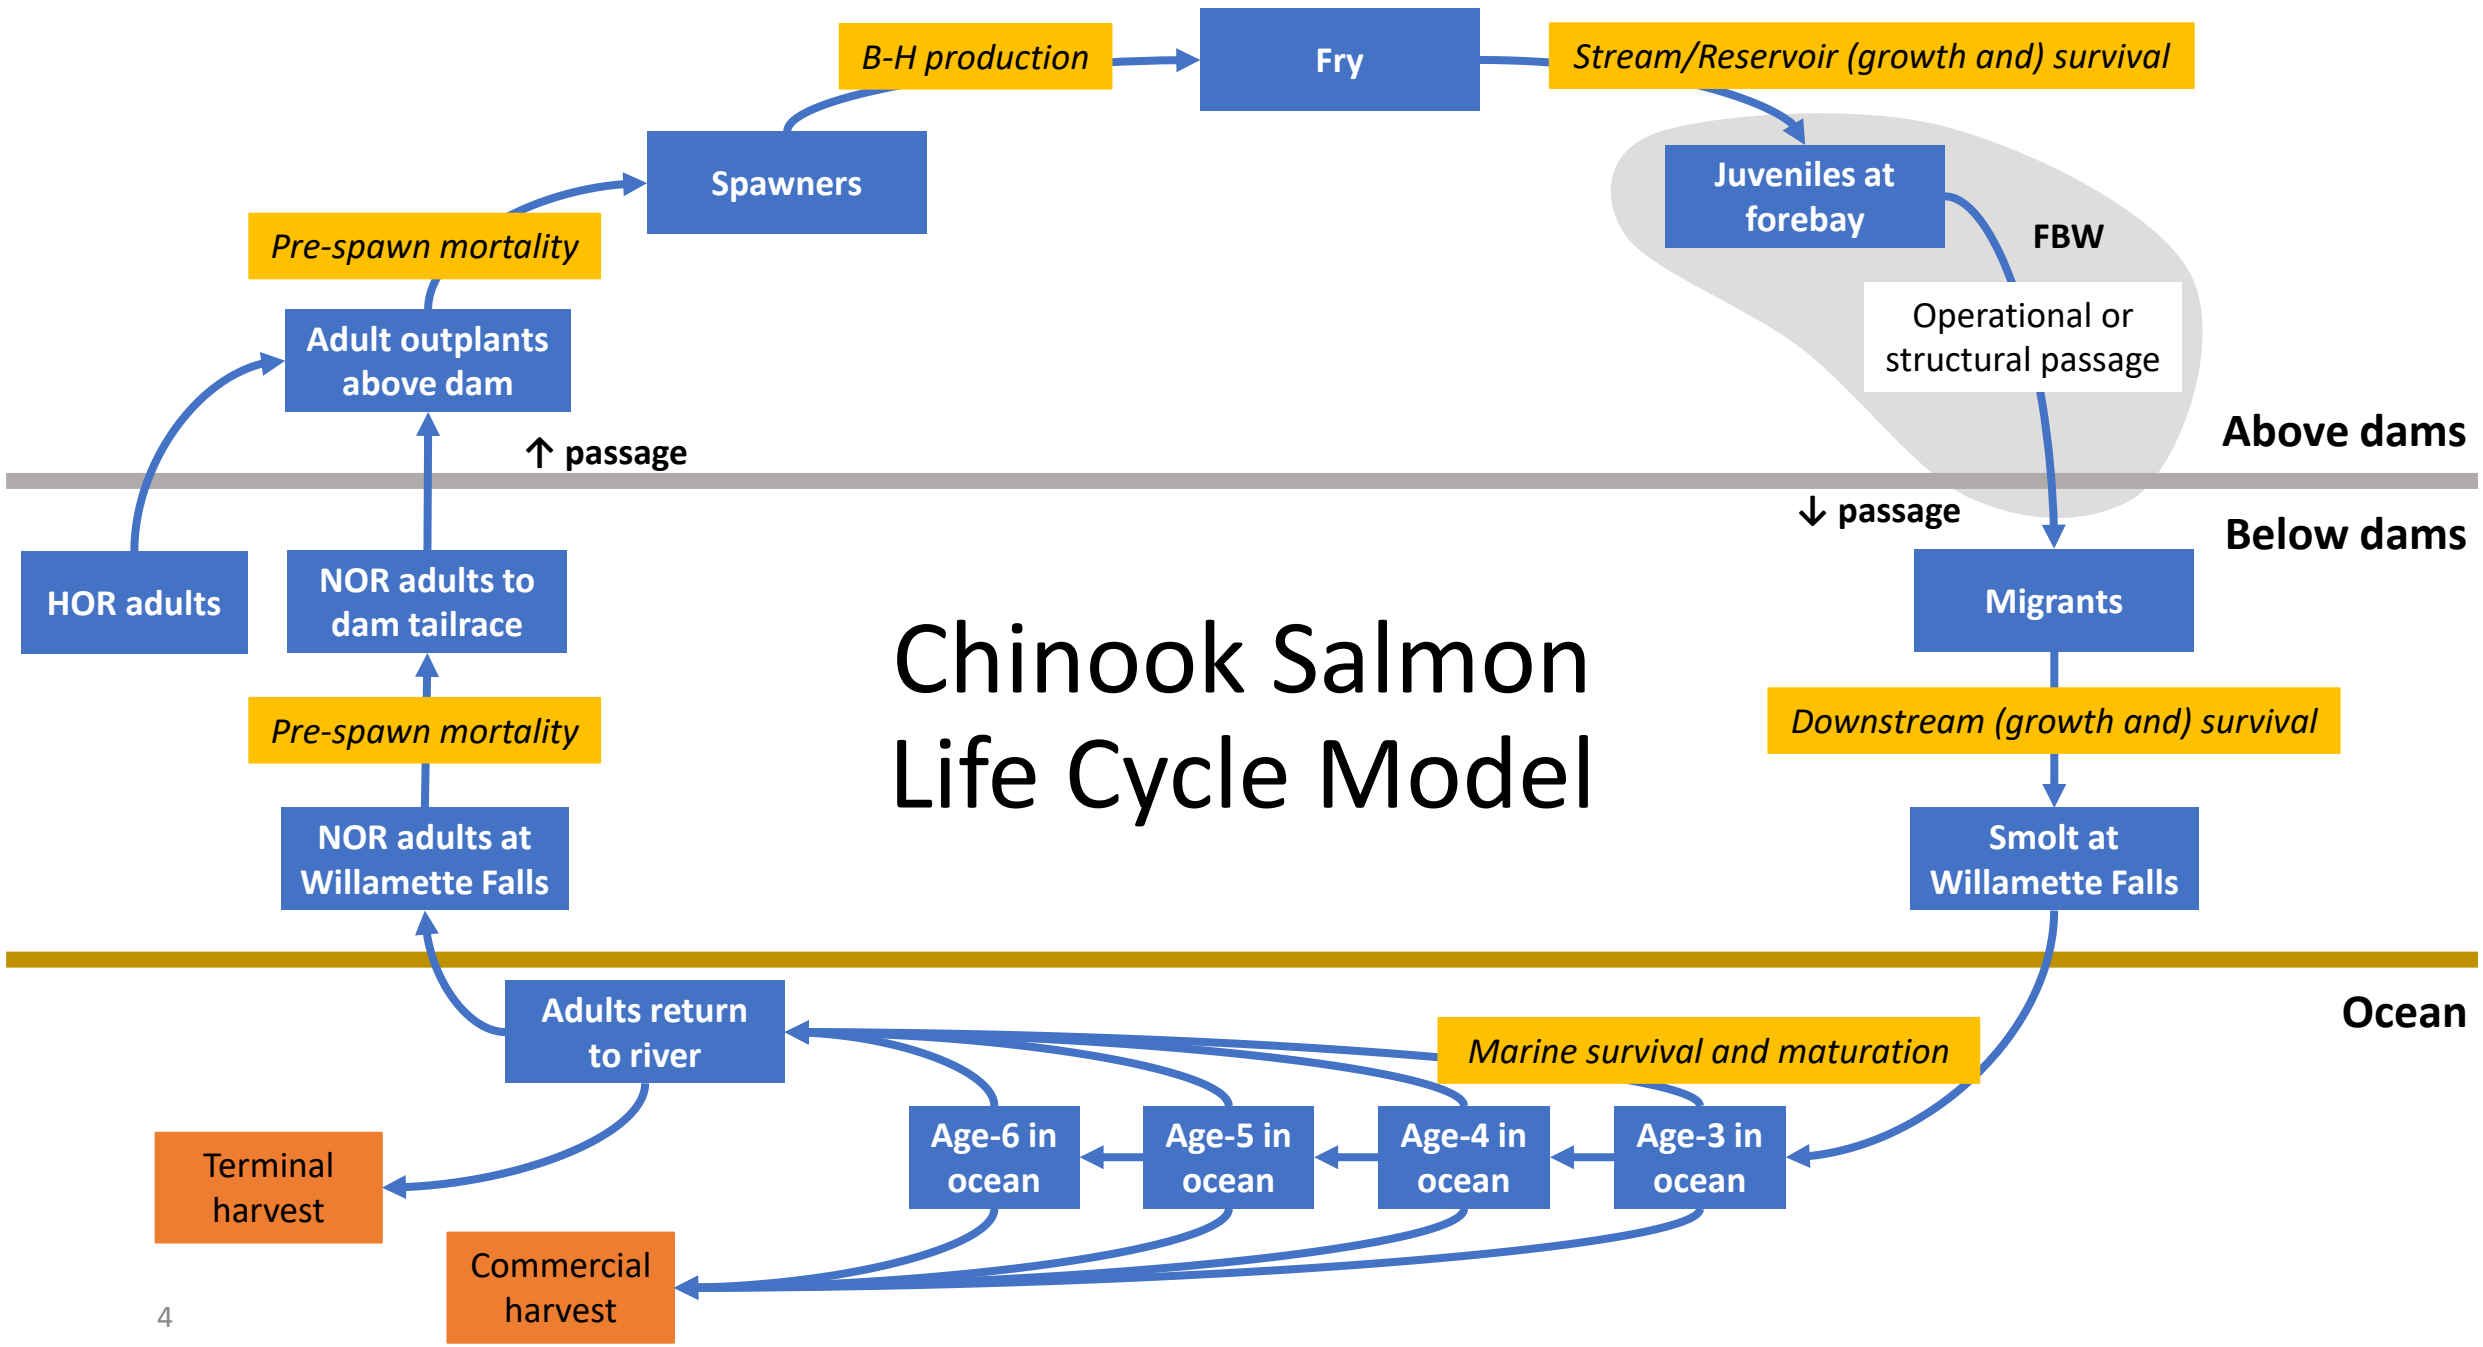 B-H production
Fry
Stream/Reservoir (growth and) survival
Spawners
Juveniles at
forebay
FBW
Pre-spawn mortality
Operational or
structural passage
Adult outplants
above dam
↑ passage
Above dams
↓ passage
Below dams
HOR adults
NOR adults to
dam tailrace
Migrants
Chinook Salmon
Life Cycle Model
Pre-spawn mortality
Downstream (growth and) survival
NOR adults at
Willamette Falls
Smolt at
Willamette Falls
Ocean
Adults return
to river
Marine survival and maturation
Age-6 in
ocean
Age-5 in
ocean
Age-4 in
ocean
Age-3 in
ocean
Terminal
harvest
Commercial
harvest
4